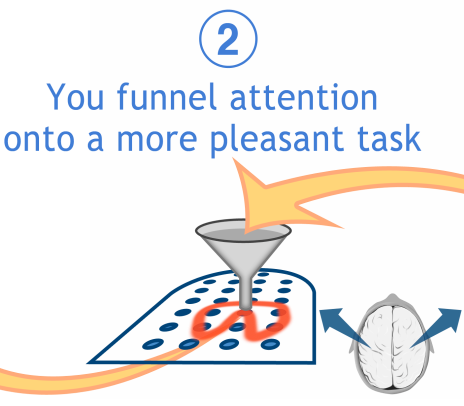 2
You funnel attention
onto a more pleasant task